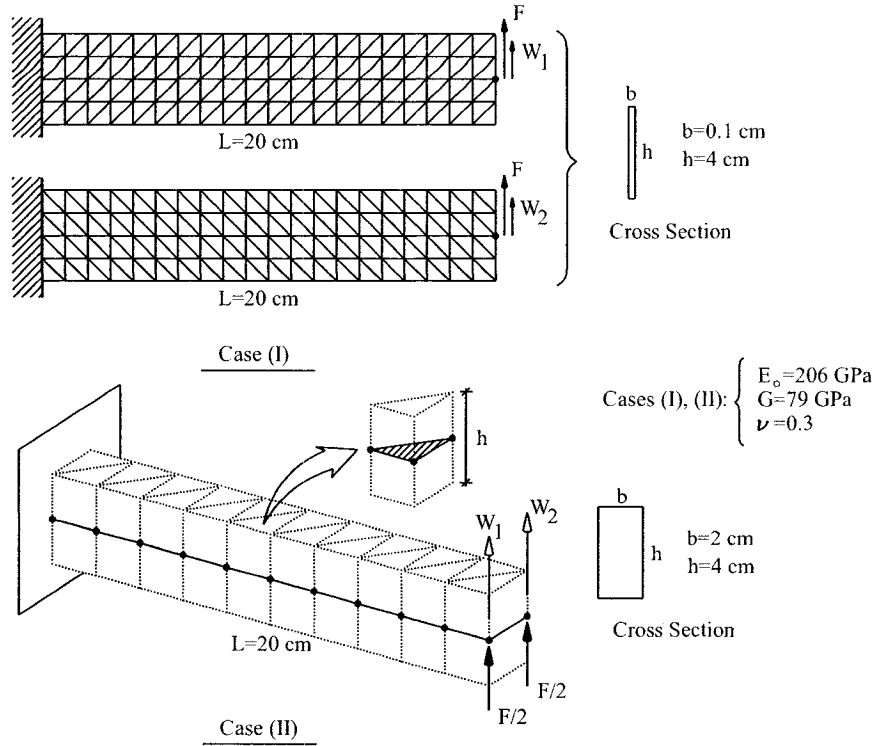 F
W1
L=20 cm
F
W2
L=20 cm
b
h
b=0.1 cm
h=4 cm
Cross Section
Case (I)
Cases (I), (II):
Eo=206 GPa
G=79 GPa
ν=0.3
h
W1
W2
L=20 cm
F/2
F/2
b
h
b=2 cm
h=4 cm
Cross Section
Case (II)